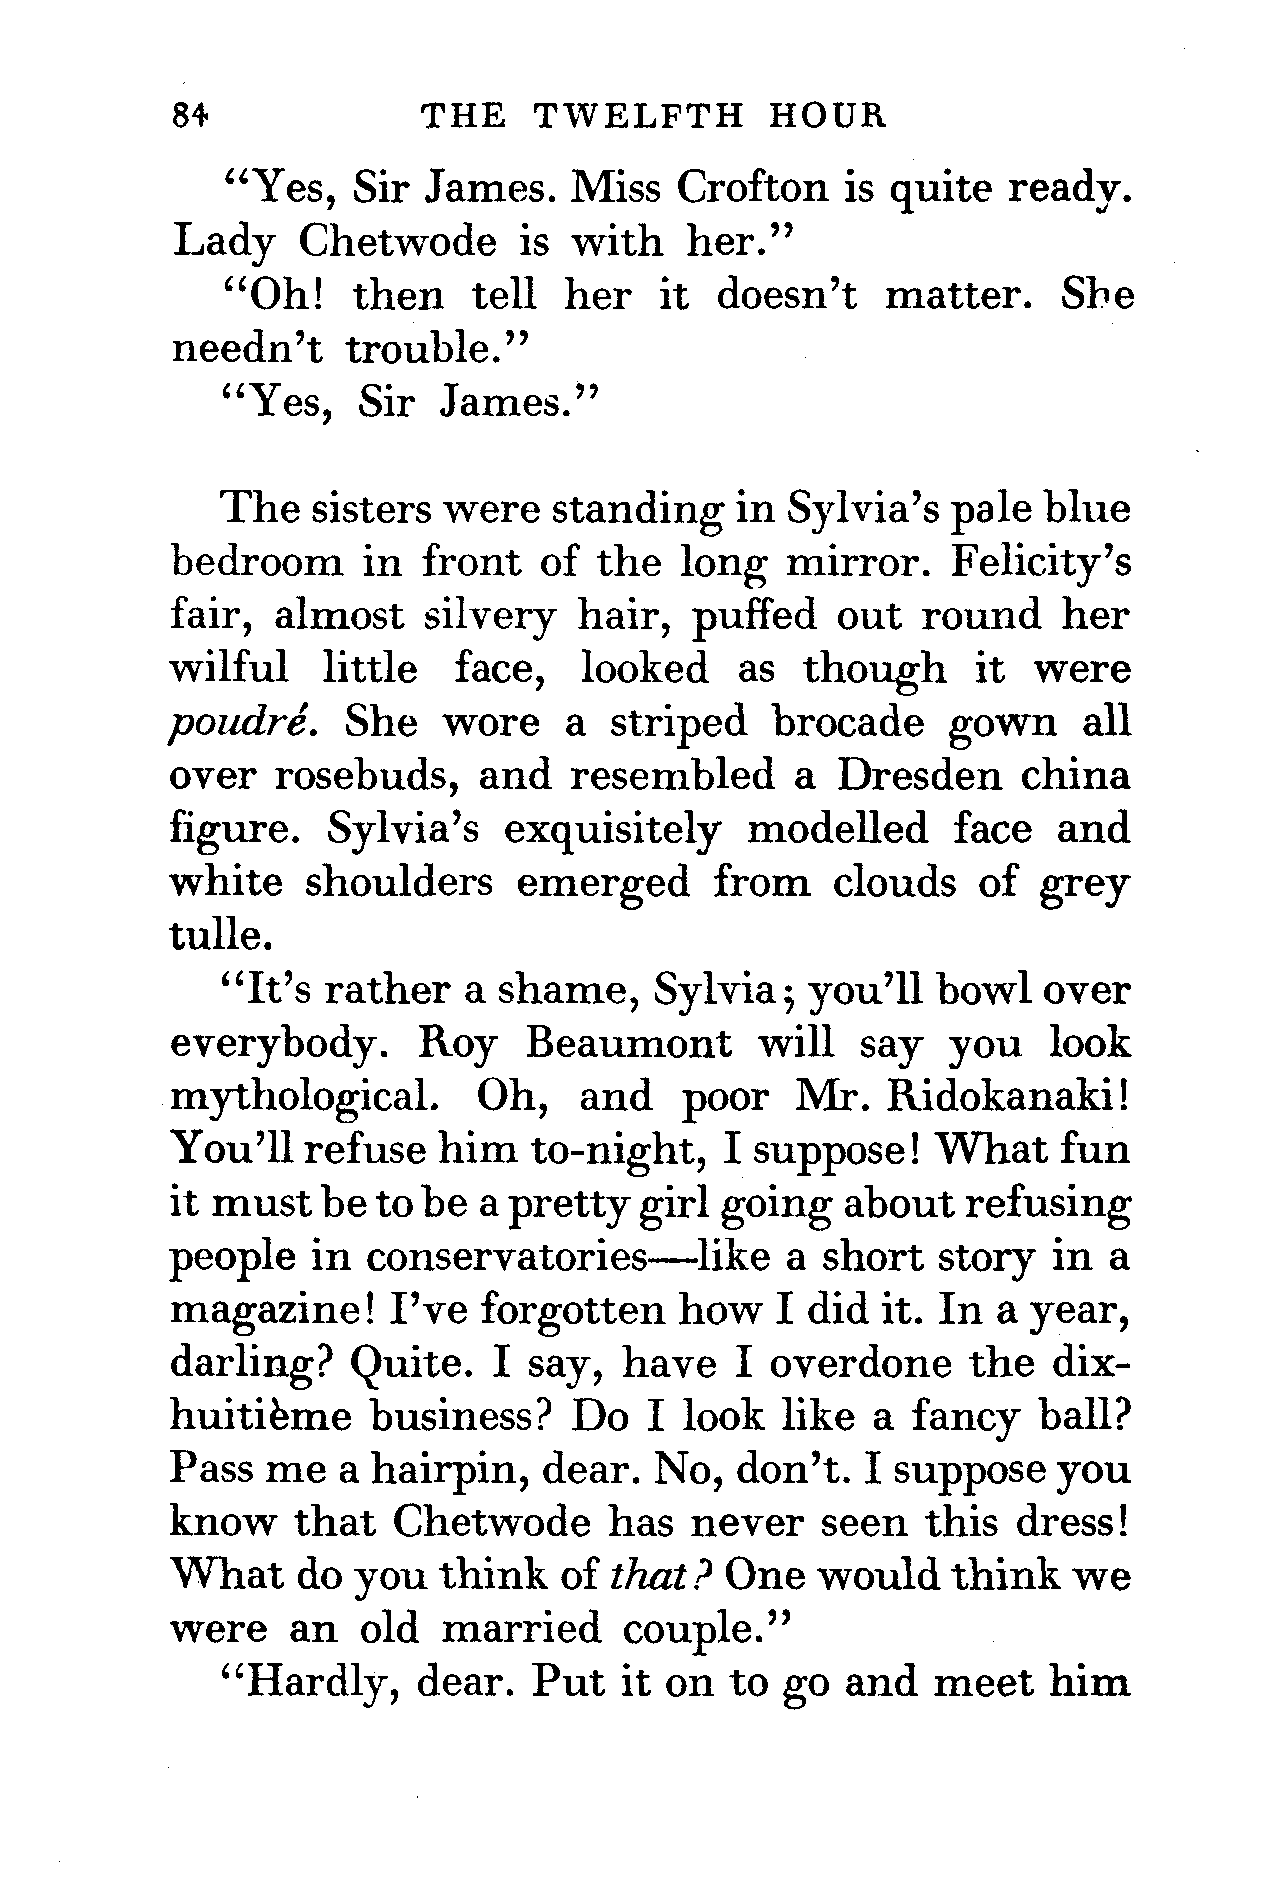 84 THE TWELFTH HOUR
“Yes, Sir James. Miss Crofton is quite ready.
Lady Chetwode is with her.”
“Oh! then tell her it doesn’t matter. She
needn’t trouble.”
“Yes, Sir James.”
The sisters were standing in Sylvia’s pale blue
bedroom in front of the long mirror. Felicity’s
fair, almost silvery hair, puffed out round her
wilful little face, looked as though it were
poudré. She wore a striped brocade gown all
over rosebuds, and resembled a Dresden china
figure. Sylvia’s exquisitely modelled face and
white shoulders emerged from clouds of grey
tulle.
“It’s rather a shame, Sylvia; you’ll bowl over
everybody. Roy Beaumont will say you look
mythological. Oh, and poor Mr. Ridokanaki!
You’ll refuse him to-night, I suppose! What fun
it must be to be a pretty girl going about refusing
people in conservatories—like a short story in a
magazine! I’ve forgotten how I did it. In a year,
darling? Quite. I say, have I overdone the dix-
huitième business? Do I look like a fancy ball?
Pass me a hairpin, dear. No, don’t. I suppose you
know that Chetwode has never seen this dress!
What do you think of that? One would think we
were an old married couple.”
“Hardly, dear. Put it on to go and meet him